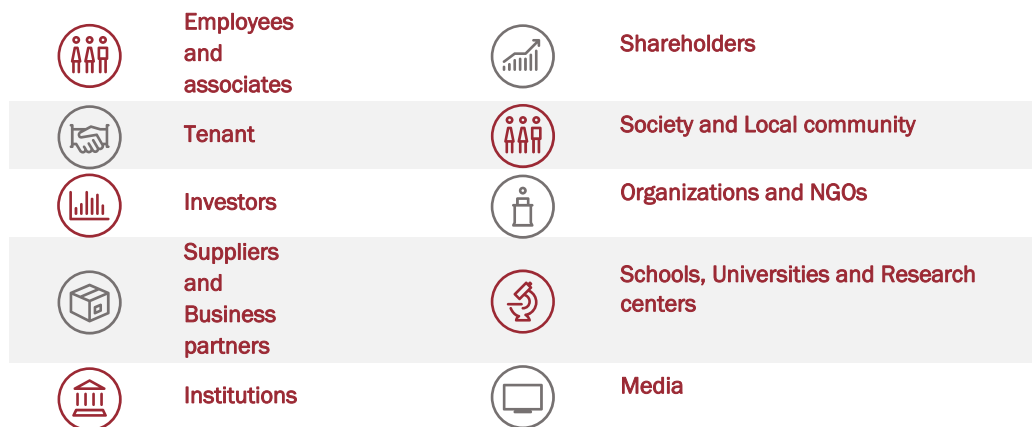 Employees
and
associates
Shareholders
Tenant
Society and Local community
Investors
Organizations and NGOs
Suppliers
and
Business
partners
Schools, Universities and Research
centers
Institutions
Media